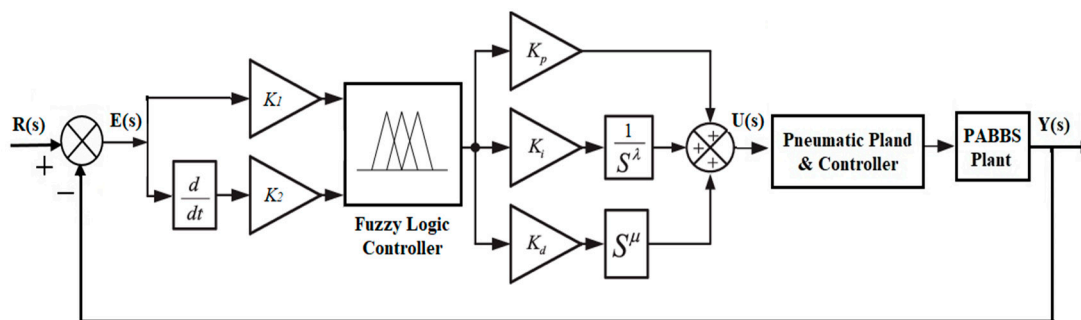 R(s)
+
−
E(s)
d
dt
K1
K2
Fuzzy Logic
Controller
Kp
Ki
Kd
1
S^λ
S^μ
+
+ +
+
U(s)
Pneumatic Pland
& Controller
PABBS
Plant
Y(s)